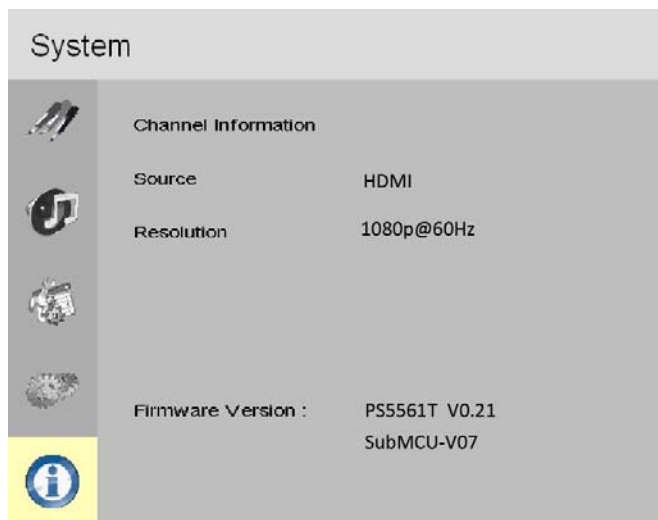 System
Channel Information
Source HDMI
Resolution 1080p@60Hz
Firmware Version : PS5561T V0.21
SubMCU-V07